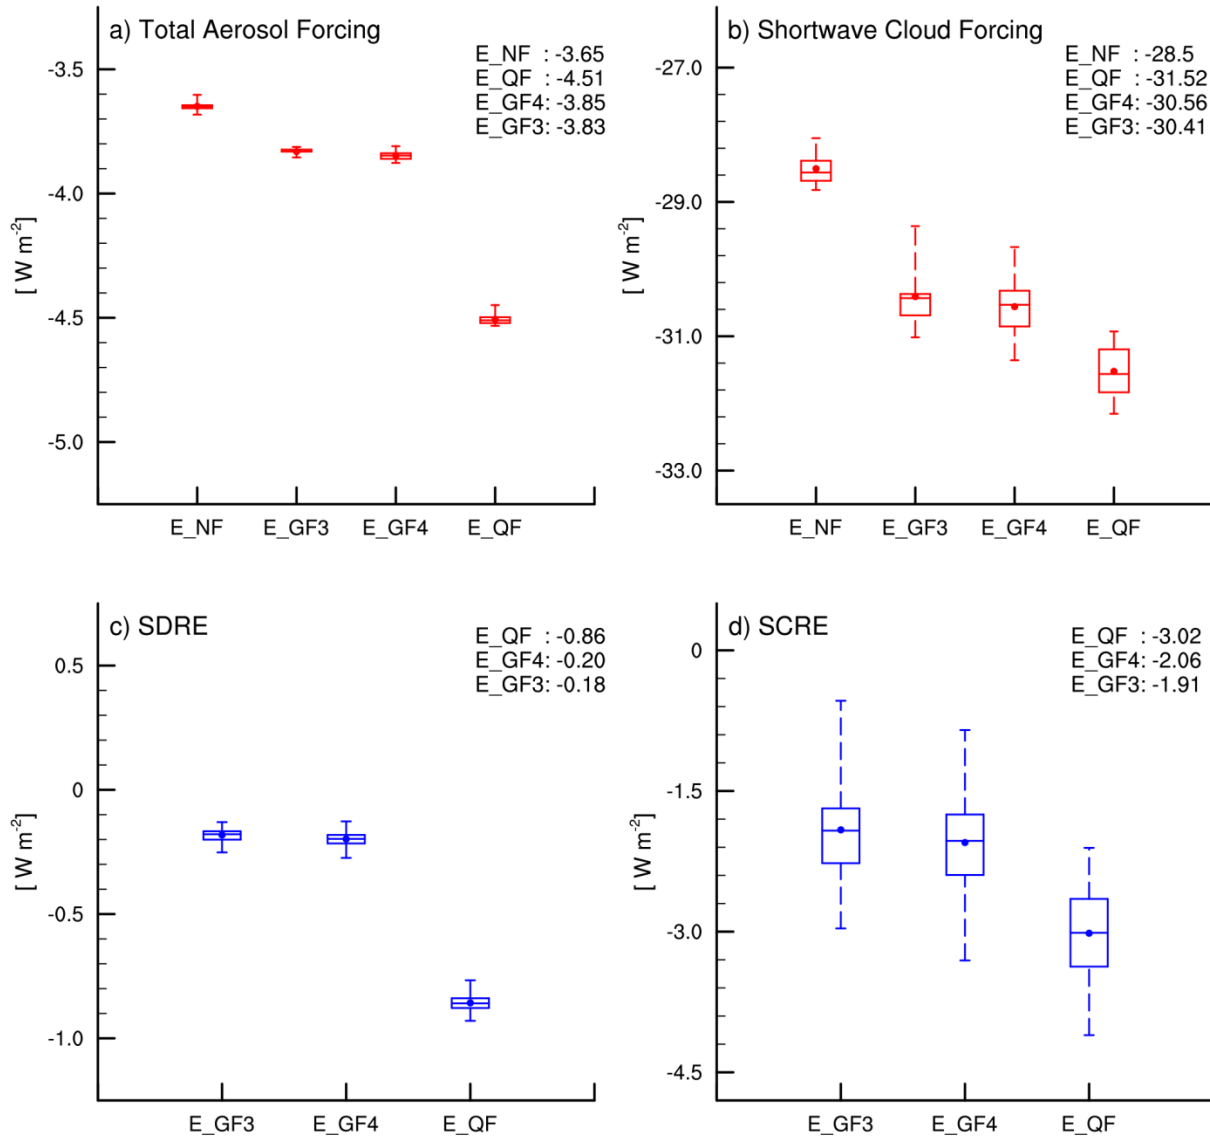 a) Total Aerosol Forcing
E_NF : -3.65
E_QF : -4.51
E_GF4: -3.85
E_GF3: -3.83
-3.5
-4.0
-4.5
-5.0
[ W m-2]
E_NF E_GF3 E_GF4 E_QF
b) Shortwave Cloud Forcing
E_NF : -28.5
E_QF : -31.52
E_GF4: -30.56
E_GF3: -30.41
-27.0
-29.0
-31.0
-33.0
[ W m-2]
E_NF E_GF3 E_GF4 E_QF
c) SDRE
E_QF : -0.86
E_GF4: -0.20
E_GF3: -0.18
0.5
0
-0.5
-1.0
[ W m-2]
E_GF3 E_GF4 E_QF
d) SCRE
E_QF : -3.02
E_GF4: -2.06
E_GF3: -1.91
0
-1.5
-3.0
-4.5
[ W m-2]
E_GF3 E_GF4 E_QF